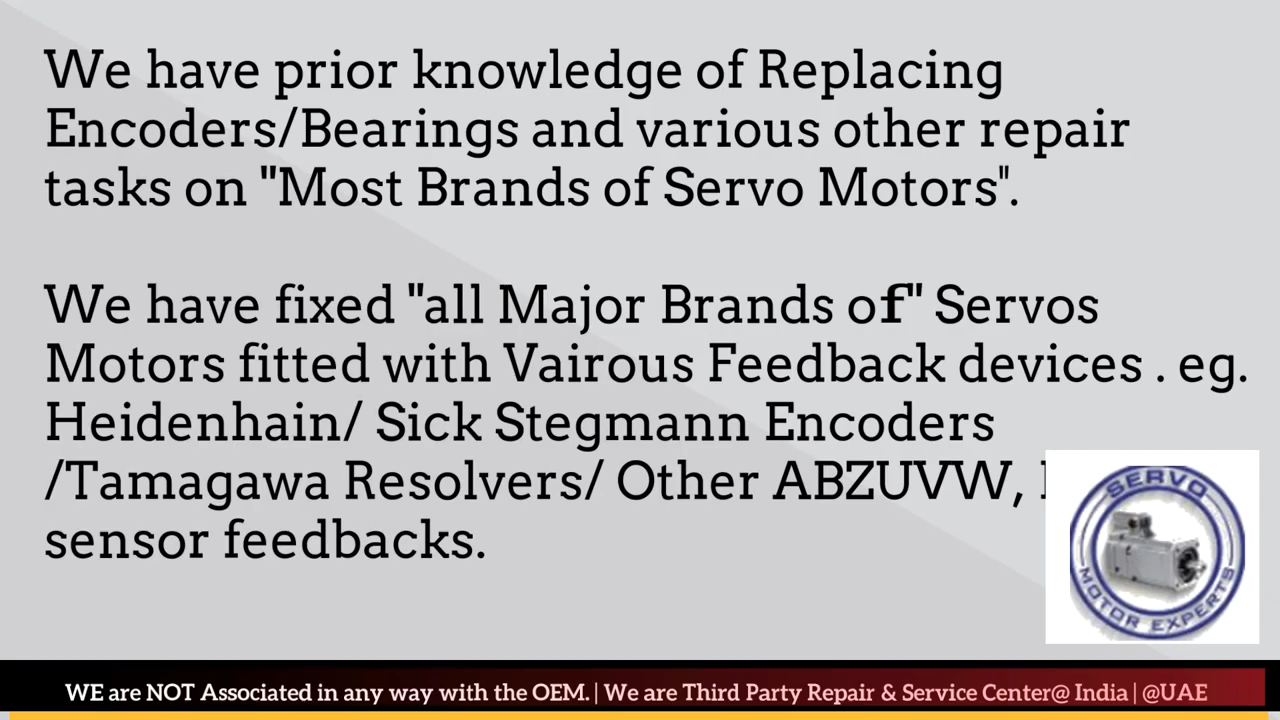 We have prior knowledge of Replacing
Encoders/Bearings and various other repair
tasks on "Most Brands of Servo Motors".
We have fixed "all Major Brands of" Servos
Motors fitted with Vairous Feedback devices . eg.
Heidenhain/ Sick Stegmann Encoders
/Tamagawa Resolvers/ Other ABZUVW,
sensor feedbacks.
SERVO
MOTOR EXPERTS
WE are NOT Associated in any way with the OEM. | We are Third Party Repair & Service Center@ India | @UAE